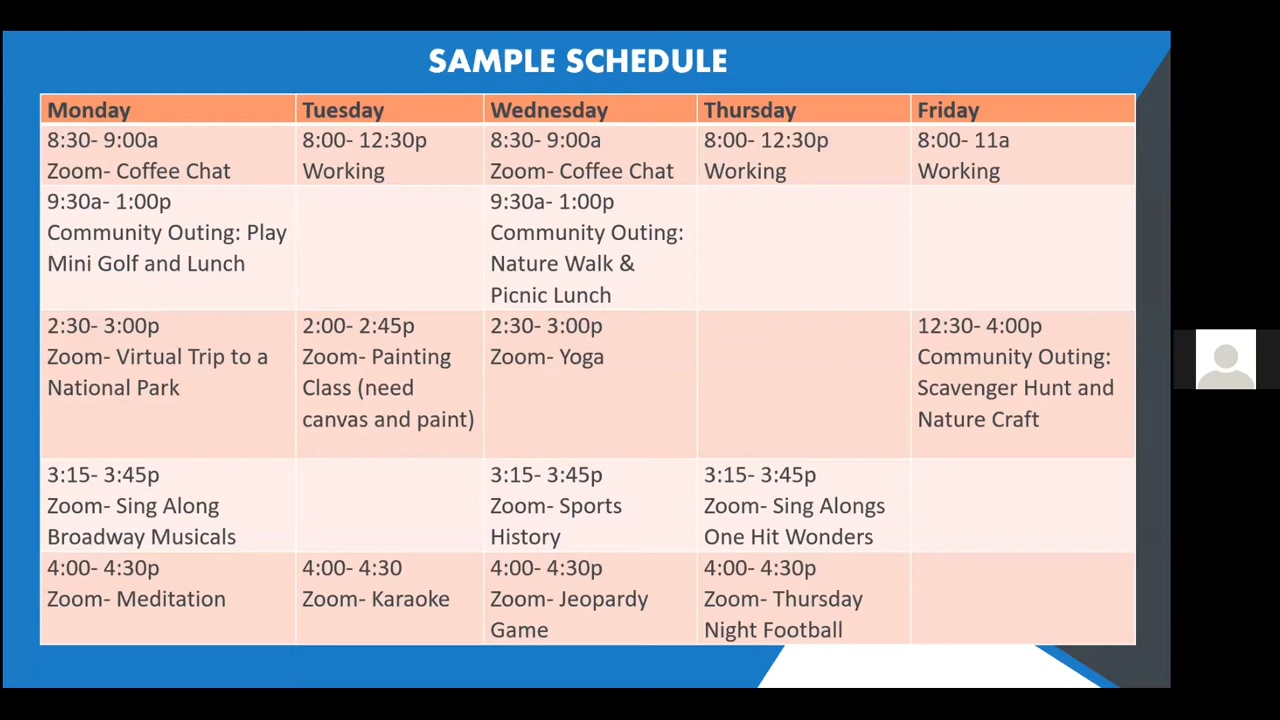 SAMPLE SCHEDULE
Monday Tuesday Wednesday Thursday Friday
8:30- 9:00a
Zoom- Coffee Chat
8:00- 12:30p
Working
8:30- 9:00a
Zoom- Coffee Chat
8:00- 12:30p
Working
8:00- 11a
Working
9:30a- 1:00p
Community Outing: Play
Mini Golf and Lunch
9:30a- 1:00p
Community Outing:
Nature Walk &
Picnic Lunch
2:30- 3:00p
Zoom- Virtual Trip to a
National Park
2:00- 2:45p
Zoom- Painting
Class (need
canvas and paint)
2:30- 3:00p
Zoom- Yoga
12:30- 4:00p
Community Outing:
Scavenger Hunt and
Nature Craft
3:15- 3:45p
Zoom- Sing Along
Broadway Musicals
3:15- 3:45p
Zoom- Sports
History
3:15- 3:45p
Zoom- Sing Alongs
One Hit Wonders
4:00- 4:30p
Zoom- Meditation
4:00- 4:30
Zoom- Karaoke
4:00- 4:30p
Zoom- Jeopardy
Game
4:00- 4:30p
Zoom- Thursday
Night Football